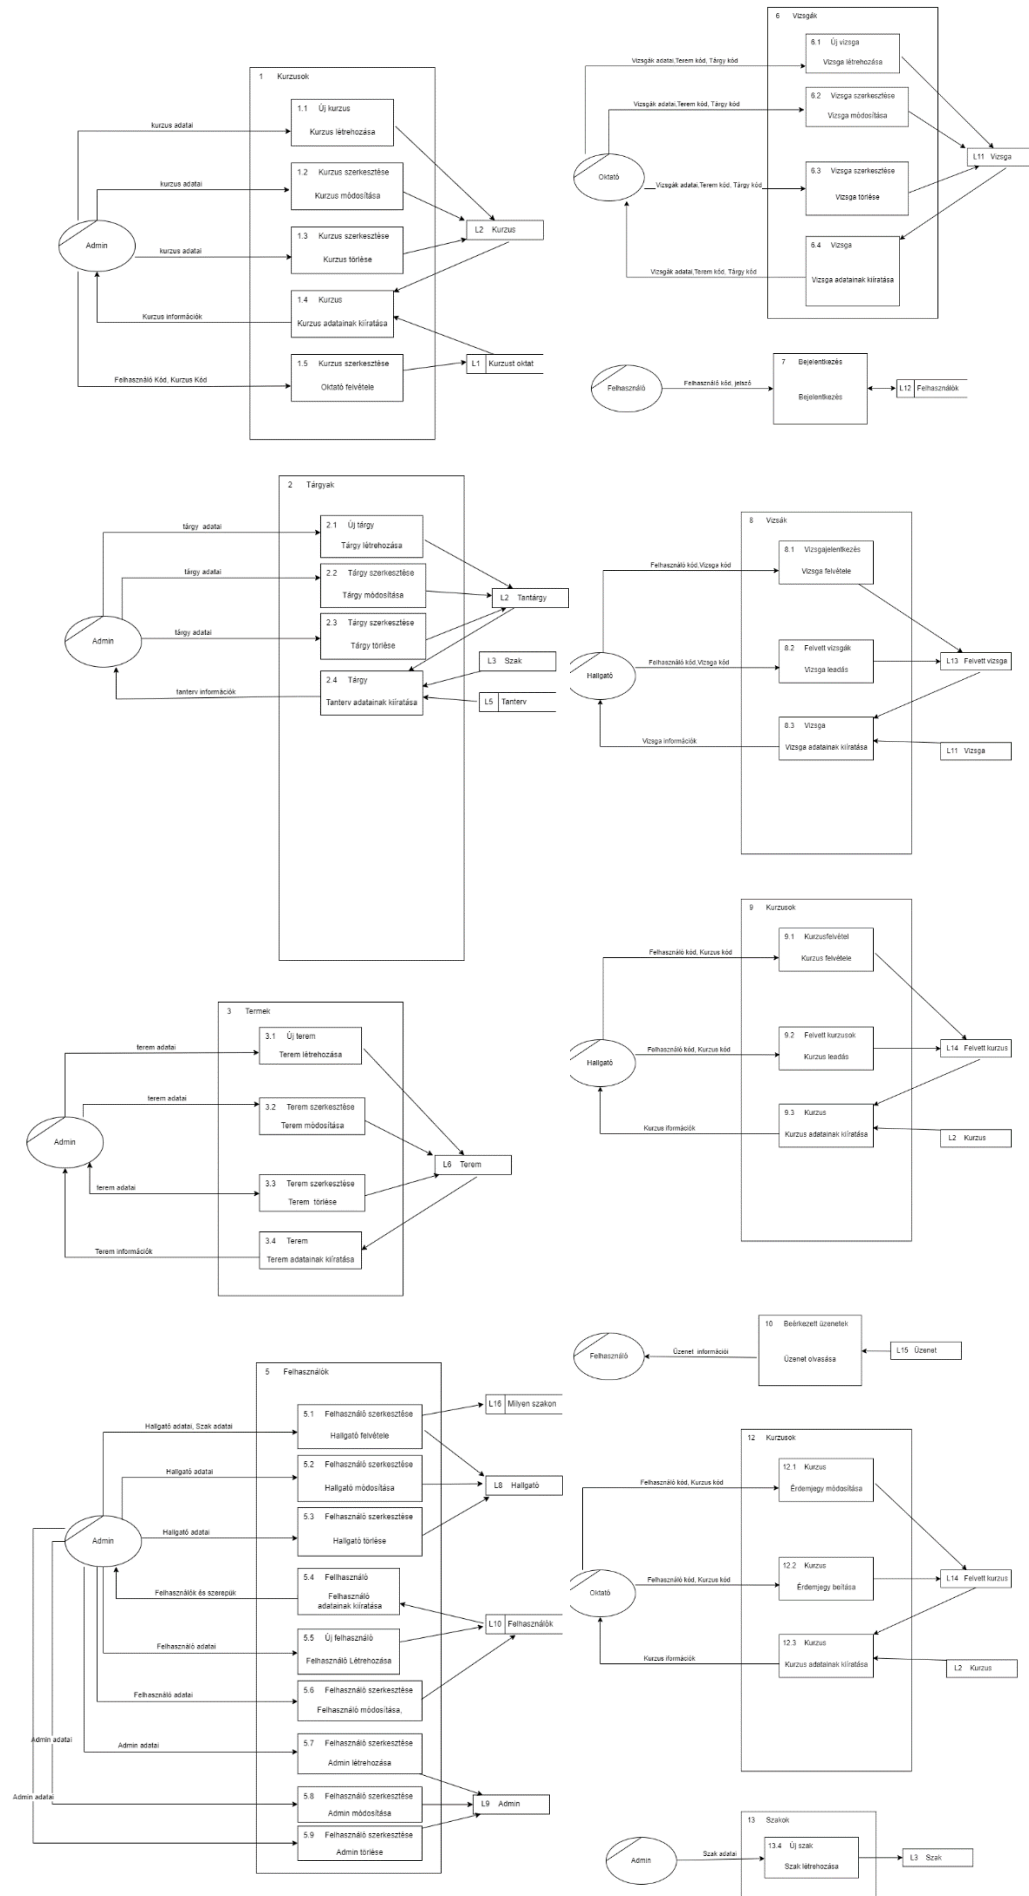 1 Kurzusok
1.1 Új kurzus
Kurzus létrehozása
kurzus adatai
1.2 Kurzus szerkesztése
Kurzus módosítása
kurzus adatai
Admin
1.3 Kurzus szerkesztése
Kurzus törlése
kurzus adatai
L2 Kurzus
1.4 Kurzus
Kurzus adatainak kiíratása
Kurzus információk
1.5 Kurzus szerkesztése
Oktató felvétele
Felhasználó Kód, Kurzus Kód
L1 Kurzust oktat
2 Tárgyak
2.1 Új tárgy
Tárgy létrehozása
tárgy adatai
2.2 Tárgy szerkesztése
Tárgy módosítása
tárgy adatai
L2 Tantárgy
2.3 Tárgy szerkesztése
Tárgy törlése
tárgy adatai
Admin
L3 Szak
2.4 Tárgy
Tanterv adatainak kiíratása
tanterv információk
L5 Tanterv
3 Termek
3.1 Új terem
Terem létrehozása
terem adatai
3.2 Terem szerkesztése
Terem módosítása
terem adatai
Admin
L6 Terem
3.3 Terem szerkesztése
Terem törlése
terem adatai
3.4 Terem
Terem adatainak kiíratása
Terem információk
5 Felhasználók
5.1 Felhasználó szerkesztése
Hallgató felvétele
Hallgató adatai, Szak adatai
L16 Milyen szakon
5.2 Felhasználó szerkesztése
Hallgató módosítása
Hallgató adatai
L8 Hallgató
5.3 Felhasználó szerkesztése
Hallgató törlése
Hallgató adatai
Admin
5.4 Fellhasználó
Felhasználó
adatainak kiíratása
Felhasználók és szerepük
L10 Felhasználók
5.5 Új felhasználó
Felhasználó Létrehozása
Felhasználó adatai
5.6 Felhasználó szerkesztése
Felhasználó módosítása,
Felhasználó adatai
5.7 Felhasználó szerkesztése
Admin létrehozása
Admin adatai
Admin adatai
5.8 Felhasználó szerkesztése
Admin módosítása
Admin adatai
L9 Admin
5.9 Felhasználó szerkesztése
Admin törlése
6 Vizsgák
6.1 Új vizsga
Vizsga létrehozása
Vizsgák adatai,Terem kód, Tárgy kód
6.2 Vizsga szerkesztése
Vizsga módosítása
Vizsgák adatai,Terem kód, Tárgy kód
L11 Vizsga
6.3 Vizsga szerkesztése
Vizsga törlése
Vizsgák adatai,Terem kód, Tárgy kód
Oktató
6.4 Vizsga
Vizsga adatainak kiíratása
Vizsgák adatai,Terem kód, Tárgy kód
7 Bejelentkezés
Bejelentkezés
Felhasználó
Felhasználó kód, jelszó
L12 Felhasználók
8 Vizsák
8.1 Vizsgajelentkezés
Vizsga felvétele
Felhasználó kód,Vizsga kód
8.2 Felvett vizsgák
Vizsga leadás
Felhasználó kód,Vizsga kód
Hallgató
L13 Felvett vizsga
8.3 Vizsga
Vizsga adatainak kiíratása
Vizsga információk
L11 Vizsga
9 Kurzusok
9.1 Kurzusfelvétel
Kurzus felvétele
Felhasználó kód, Kurzus kód
9.2 Felvett kurzusok
Kurzus leadás
Felhasználó kód, Kurzus kód
Hallgató
L14 Felvett kurzus
9.3 Kurzus
Kurzus adatainak kiíratása
Kurzus iformációk
L2 Kurzus
10 Beérkezett üzenetek
Üzenet olvasása
Felhasználó
Üzenet információi
L15 Üzenet
12 Kurzusok
12.1 Kurzus
Érdemjegy módosítása
Felhasználó kód, Kurzus kód
12.2 Kurzus
Érdemjegy beítása
Felhasználó kód, Kurzus kód
Oktató
L14 Felvett kurzus
12.3 Kurzus
Kurzus adatainak kiíratása
Kurzus iformációk
L2 Kurzus
13 Szakok
13.4 Új szak
Szak létrehozása
Admin
Szak adatai
L3 Szak